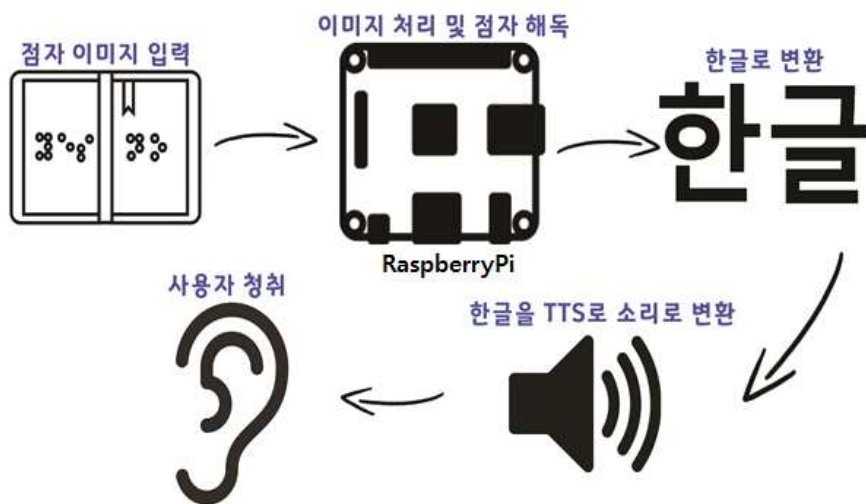 점자 이미지 입력
이미지 처리 및 점자 해독
한글로 변환
한글
RaspberryPi
한글을 TTS로 소리로 변환
사용자 청취